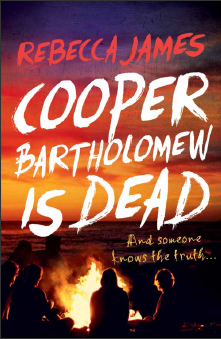 REBECCA JAMES
COOPER
BARTHOLOMEW
IS DEAD
And someone
knows the truth...